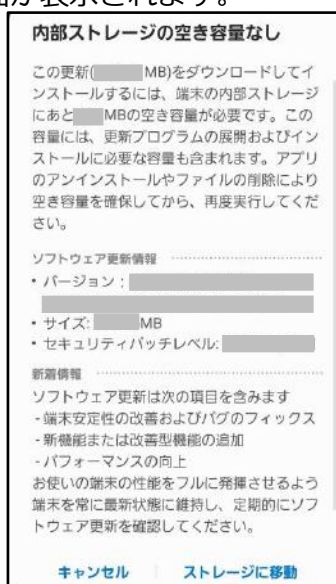 が表示されます。
内部ストレージの空き容量なし
この更新( MB)をダウンロードしてイ
ンストールするには、端末の内部ストレージ
にあと MBの空き容量が必要です。この
容量には、更新プログラムの展開およびイン
ストールに必要な容量も含まれます。アプリ
のアンインストールやファイルの削除により
空き容量を確保してから、再度実行してくだ
さい。
ソフトウェア更新情報
・バージョン :
・サイズ: MB
・セキュリティパッチレベル:
新着情報
ソフトウェア更新は次の項目を含みます
- 端末安定性の改善およびバグのフィックス
- 新機能または改善型機能の追加
- パフォーマンスの向上
お使いの端末の性能をフルに発揮させるよう
端末を常に最新状態に維持し、定期的にソフ
トウェア更新を確認してください。
キャンセル ストレージに移動